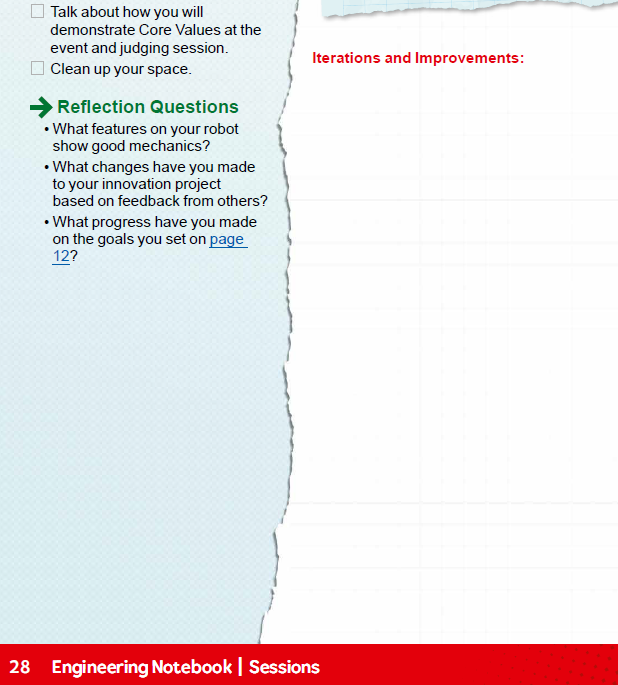 Talk about how you will
demonstrate Core Values at the
event and judging session.
Clean up your space.
Reflection Questions
• What features on your robot
show good mechanics?
• What changes have you made
to your innovation project
based on feedback from others?
• What progress have you made
on the goals you set on page
12?
Iterations and Improvements:
28 Engineering Notebook | Sessions